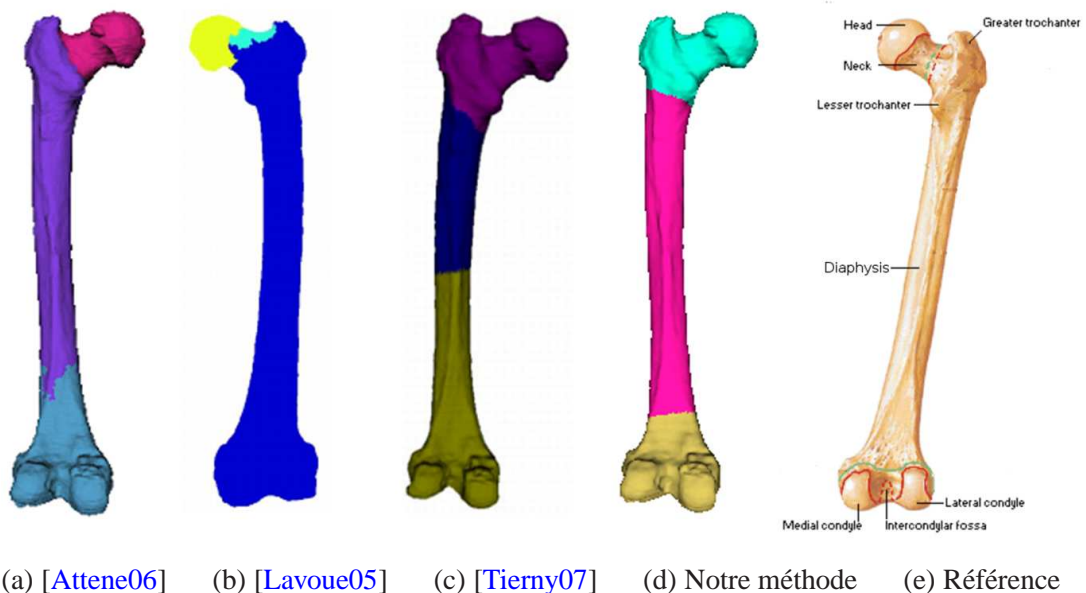 Head
Greater trochanter
Neck
Lesser trochanter
Diaphysis
Lateral condyle
Medial condyle
Intercondylar fossa
(a) [Attene06] (b) [Lavoue05] (c) [Tierny07] (d) Notre méthode (e) Référence